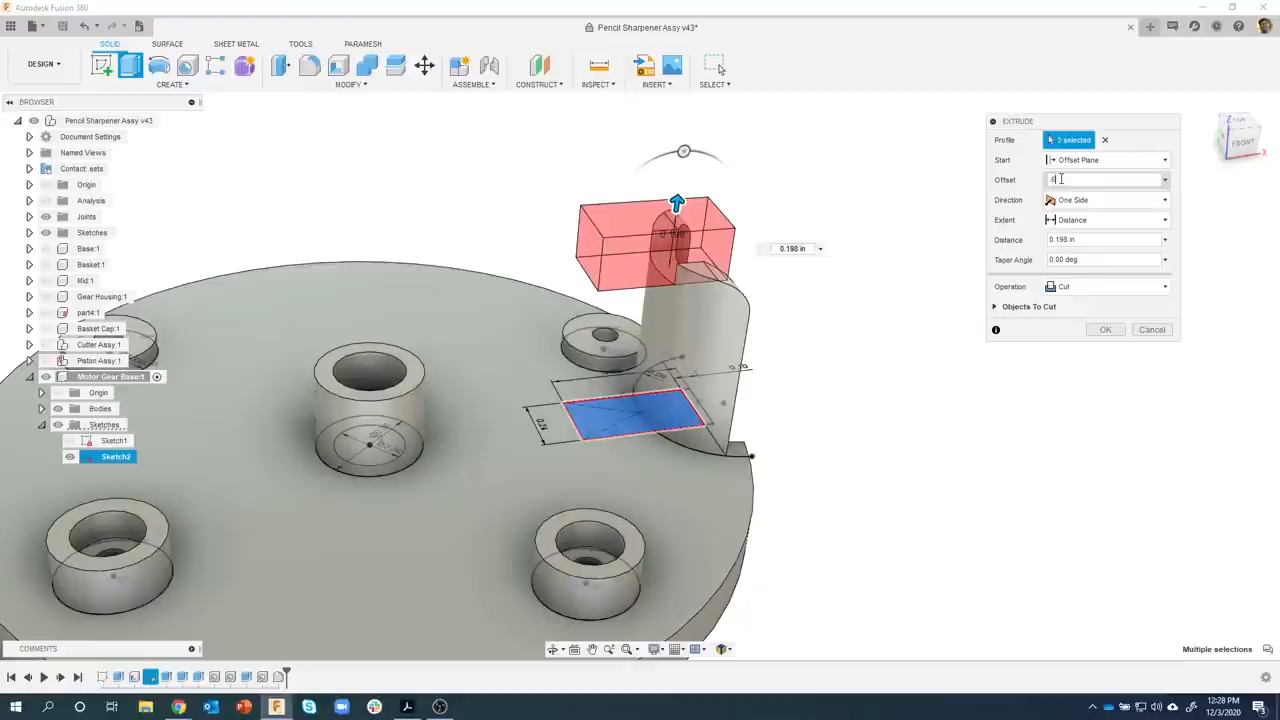 Autodesk Fusion 360
Pencil Sharpener Assy v43*
SOLID SURFACE SHEET METAL TOOLS PARAMESH
DESIGN
CREATE MODIFY ASSEMBLE CONSTRUCT INSPECT INSERT SELECT
BROWSER
Pencil Sharpener Assy v43
Document Settings
Named Views
Contact: sets
Origin
Analysis
Joints
Sketches
Base:1
Basket:1
Mid:1
Gear Housing:1
part4:1
Basket Cap:1
Cutter Assy:1
Piston Assy:1
Motor Gear Base:1
Origin
Bodies
Sketches
Sketch1
Sketch2
EXTRUDE
Profile 3 selected
Start Offset Plane
Offset .6
Direction One Side
Extent Distance
Distance 0.198 in
Taper Angle 0.00 deg
Operation Cut
Objects To Cut
OK Cancel
0.198 in
0.24
FRONT
COMMENTS
Multiple selections
12:28 PM
12/3/2020